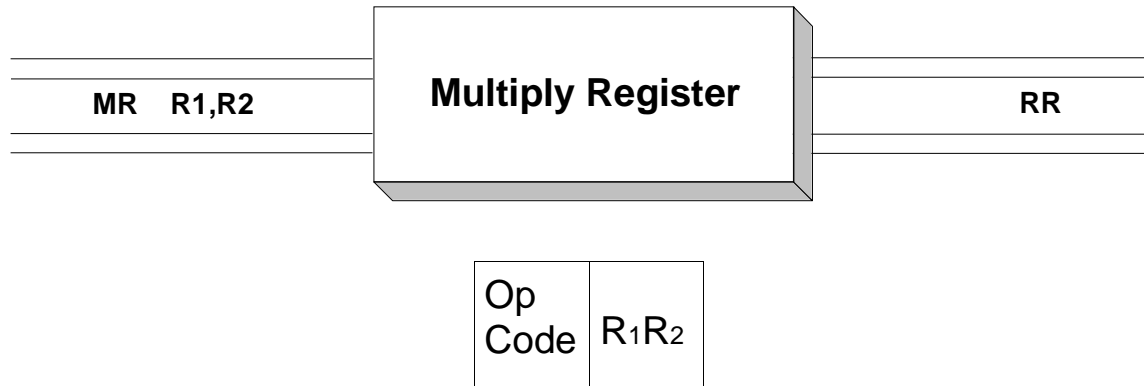 MR R1,R2
Multiply Register
RR
Op
Code
R1R2